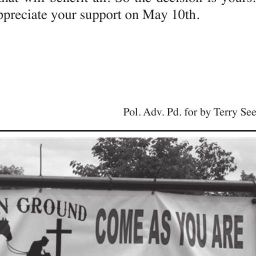 that will benefit all. So the decision is yours.
appreciate your support on May 10th.
Pol. Adv. Pd. for by Terry See
N GROUND
COME AS YOU ARE